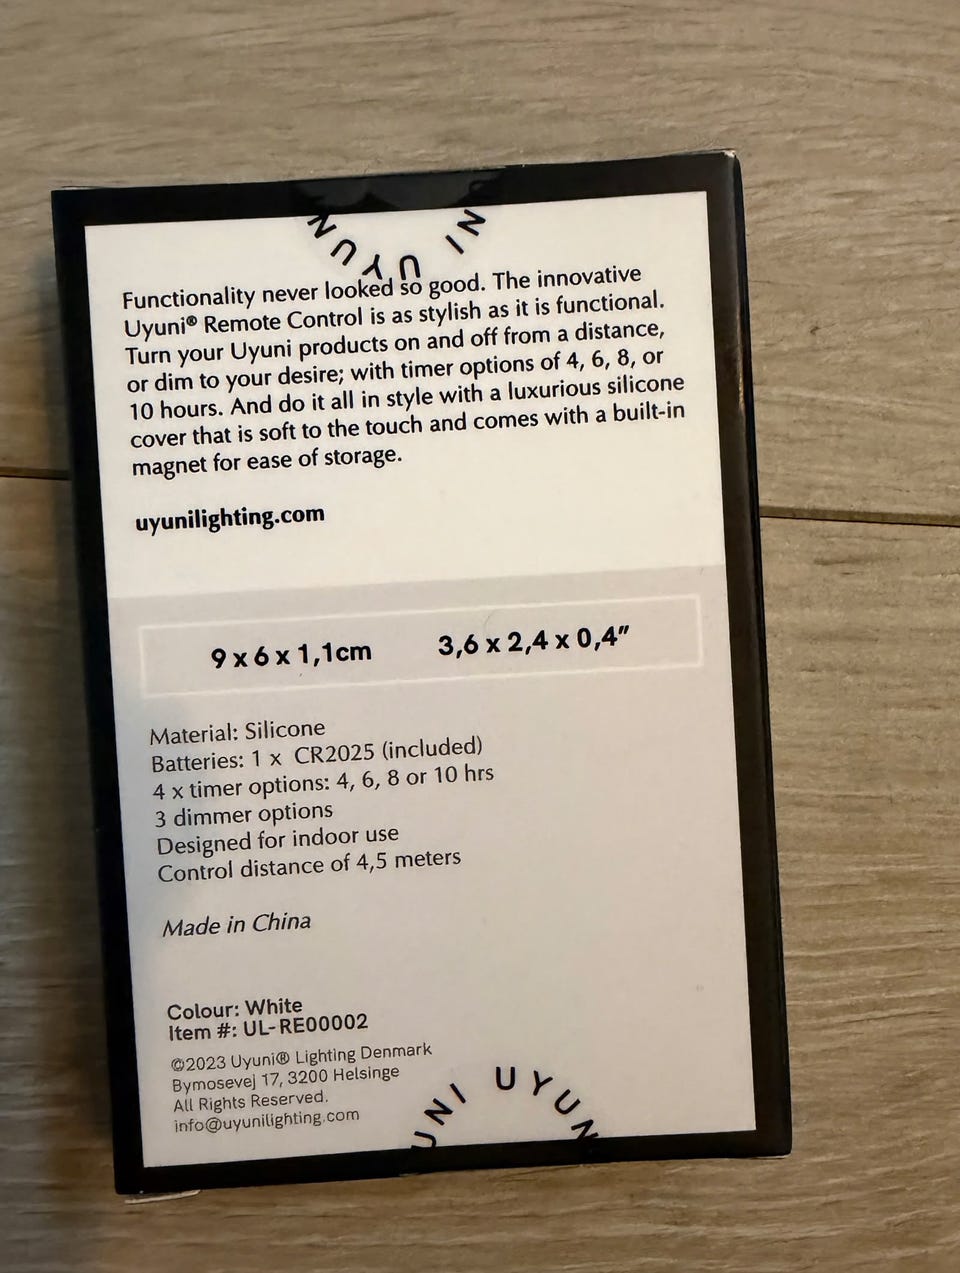 UYUNI UYUNI
Functionality never looked so good. The innovative
Uyuni® Remote Control is as stylish as it is functional.
Turn your Uyuni products on and off from a distance,
or dim to your desire; with timer options of 4, 6, 8, or
10 hours. And do it all in style with a luxurious silicone
cover that is soft to the touch and comes with a built-in
magnet for ease of storage.
uyunilighting.com
9 x 6 x 1,1cm 3,6 x 2,4 x 0,4”
Material: Silicone
Batteries: 1 x CR2025 (included)
4 x timer options: 4, 6, 8 or 10 hrs
3 dimmer options
Designed for indoor use
Control distance of 4,5 meters
Made in China
Colour: White
Item #: UL-RE00002
©2023 Uyuni® Lighting Denmark
Bymosevej 17, 3200 Helsinge
All Rights Reserved.
info@uyunilighting.com
UNI UYUN